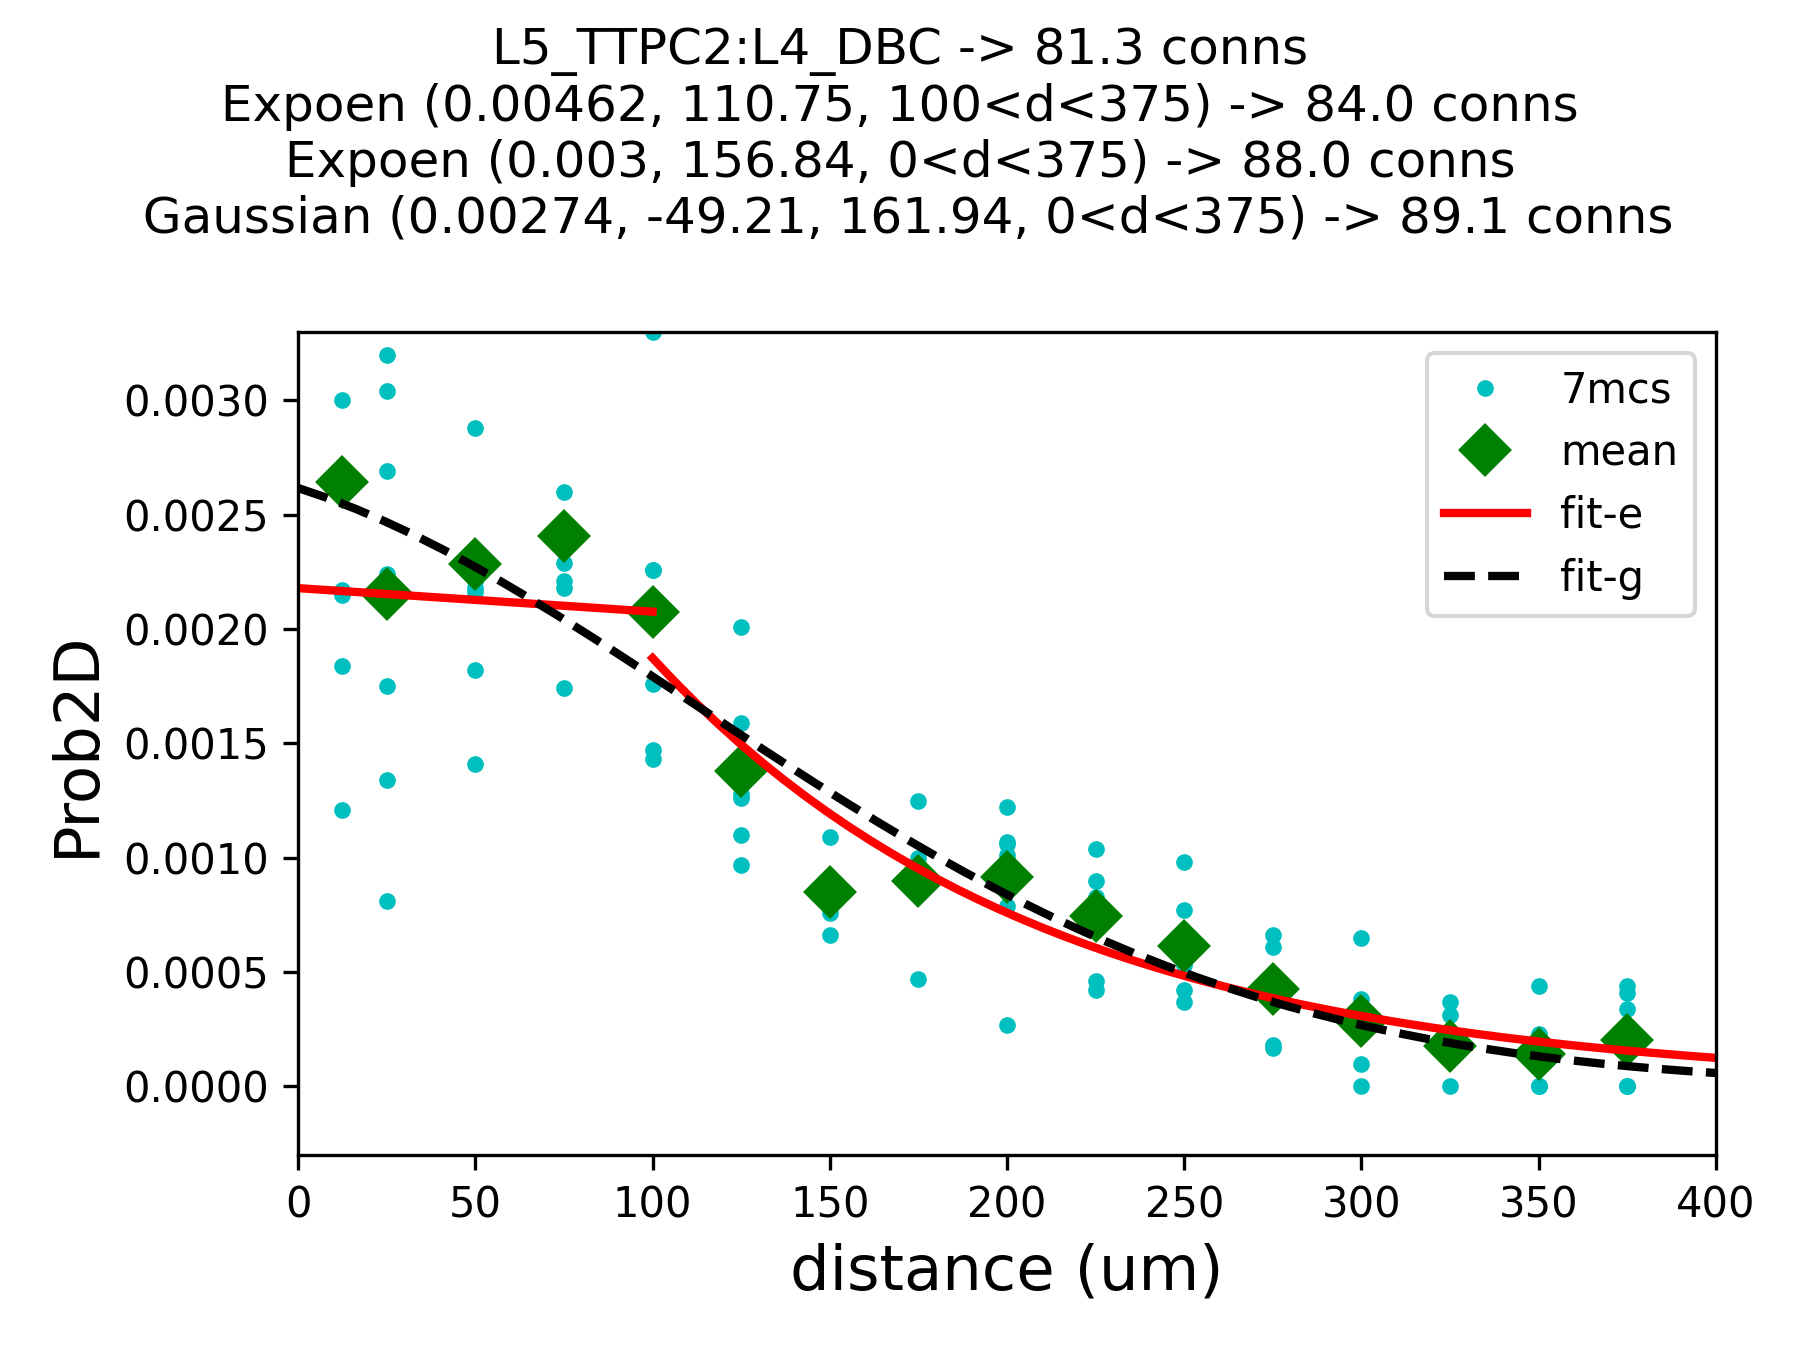 L5_TTPC2:L4_DBC -> 81.3 conns
Expoen (0.00462, 110.75, 100<d<375) -> 84.0 conns
Expoen (0.003, 156.84, 0<d<375) -> 88.0 conns
Gaussian (0.00274, -49.21, 161.94, 0<d<375) -> 89.1 conns
7mcs
mean
fit-e
fit-g
Prob2D
0.0030
0.0025
0.0020
0.0015
0.0010
0.0005
0.0000
0 50 100 150 200 250 300 350 400
distance (um)